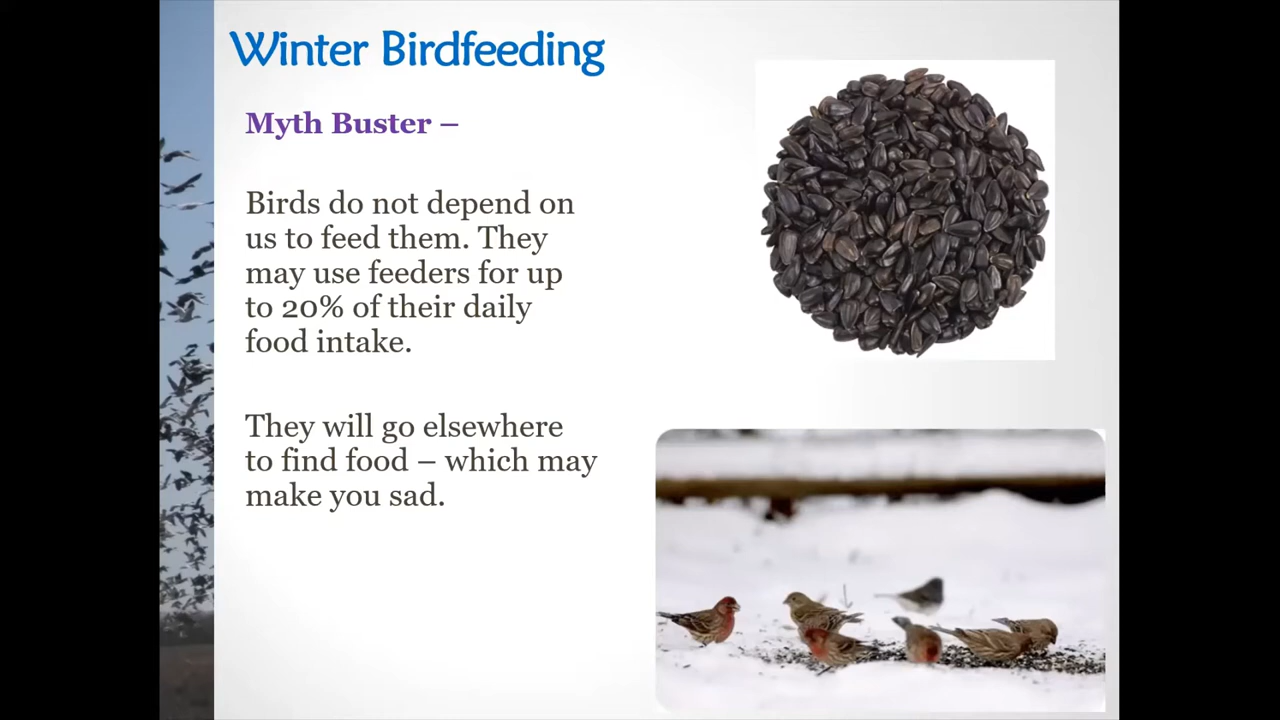 Winter Birdfeeding
Myth Buster –
Birds do not depend on
us to feed them. They
may use feeders for up
to 20% of their daily
food intake.
They will go elsewhere
to find food – which may
make you sad.